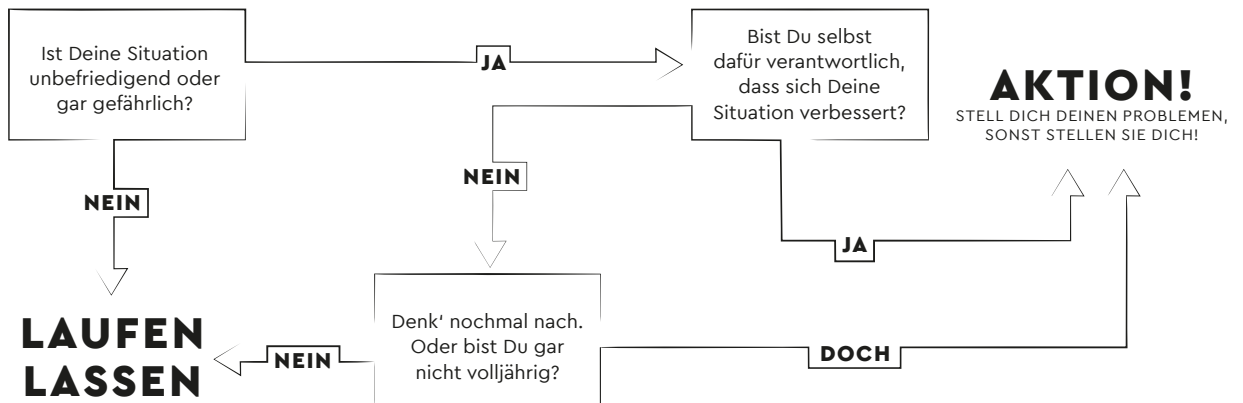 Ist Deine Situation
unbefriedigend oder
gar gefährlich?
JA
Bist Du selbst
dafür verantwortlich,
dass sich Deine
Situation verbessert?
AKTION!
STELL DICH DEINEN PROBLEMEN,
SONST STELLEN SIE DICH!
NEIN
NEIN
JA
LAUFEN
LASSEN
NEIN
Denk‘ nochmal nach.
Oder bist Du gar
nicht volljährig?
DOCH